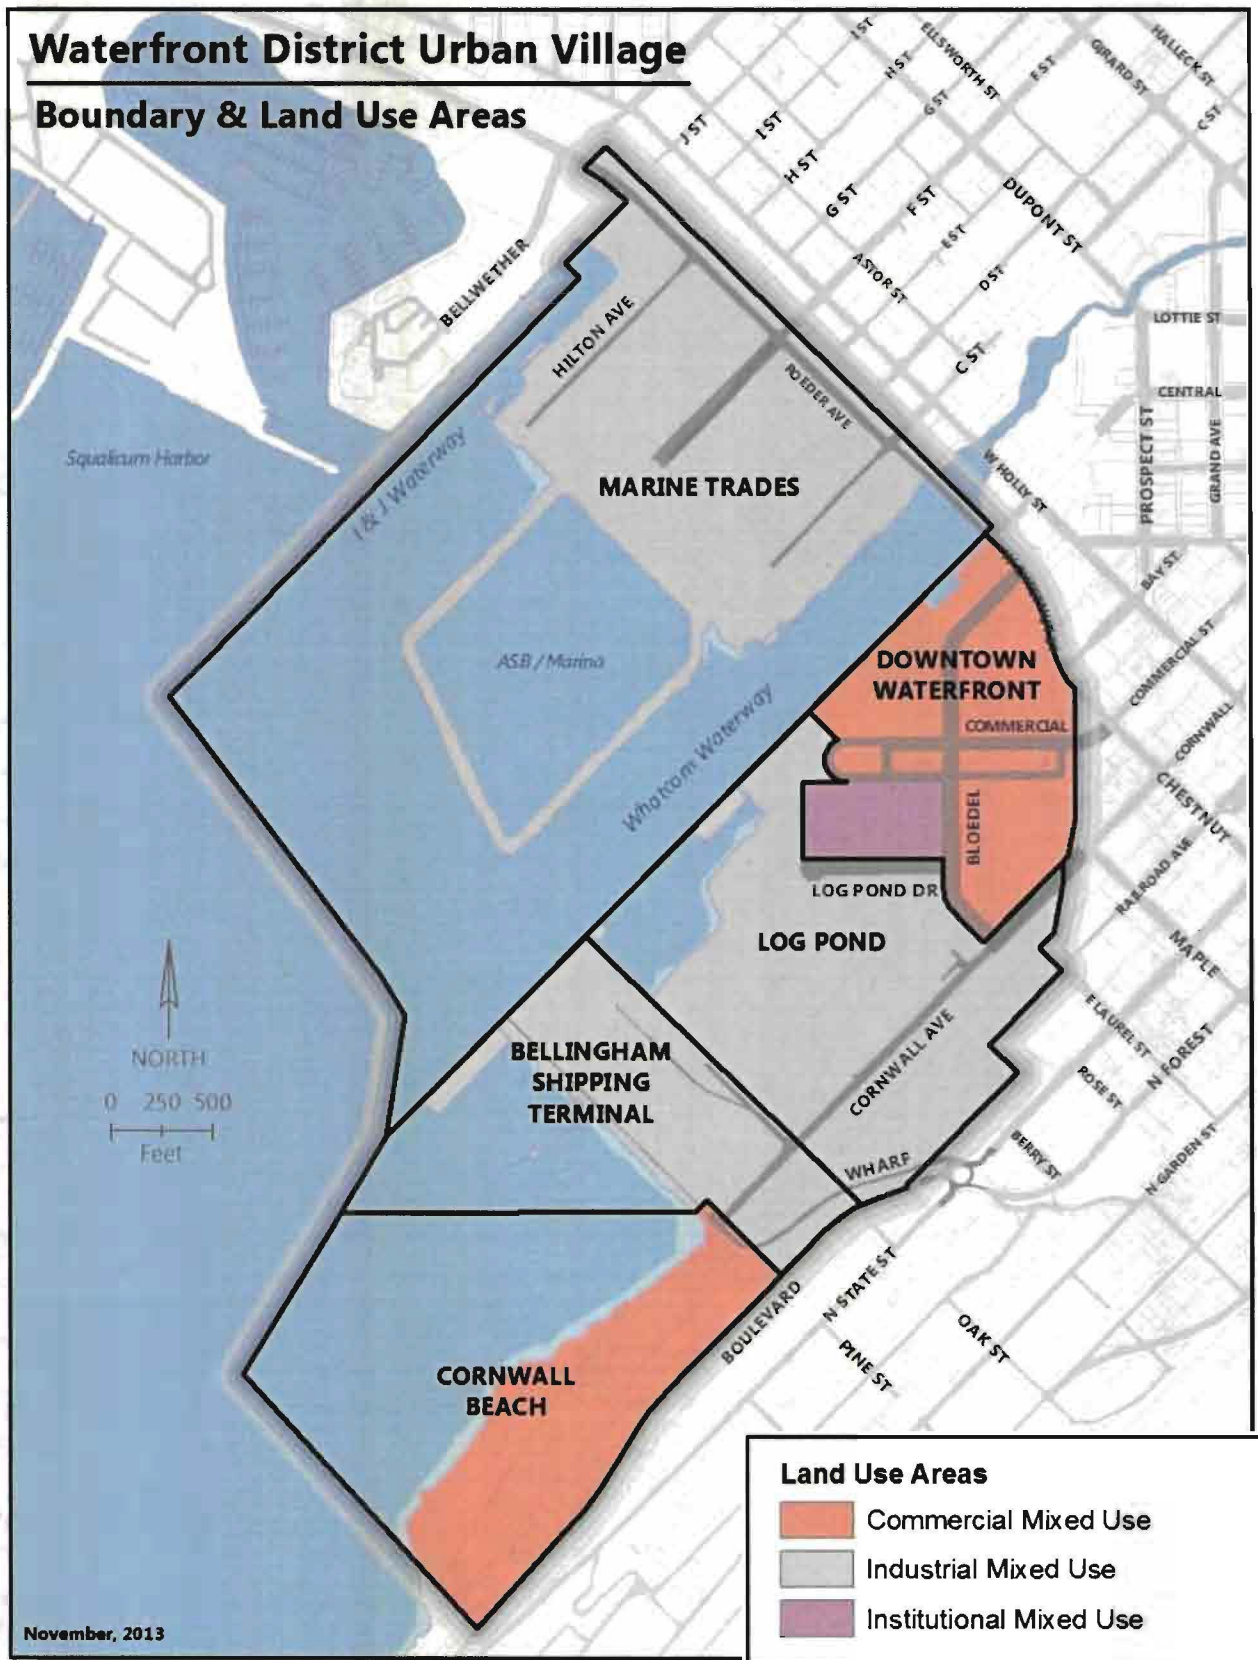 Waterfront District Urban Village
Boundary & Land Use Areas
I ST
H ST
ELLSWORTH ST
G ST
F ST
GIRARD ST
HALLECK ST
C ST
J ST
I ST
H ST
G ST
F ST
E ST
D ST
C ST
DUPONT ST
ASTOR ST
LOTTIE ST
CENTRAL
PROSPECT ST
GRAND AVE
W HOLLY ST
BAY ST
COMMERCIAL ST
CORNWALL
CHESTNUT
RAILROAD AVE
MAPLE
E LAUREL ST
N FOREST
ROSE ST
BERRY ST
N GARDEN ST
BELLWETHER
HILTON AVE
ROEDER AVE
Squalicum Harbor
I & J Waterway
MARINE TRADES
ASB / Marina
Whatcom Waterway
DOWNTOWN
WATERFRONT
COMMERCIAL
BLOEDEL
LOG POND DR
LOG POND
CORNWALL AVE
WHARF
BELLINGHAM
SHIPPING
TERMINAL
NORTH
0 250 500
Feet
N STATE ST
BOULEVARD
PINE ST
OAK ST
CORNWALL
BEACH
Land Use Areas
Commercial Mixed Use
Industrial Mixed Use
Institutional Mixed Use
November, 2013